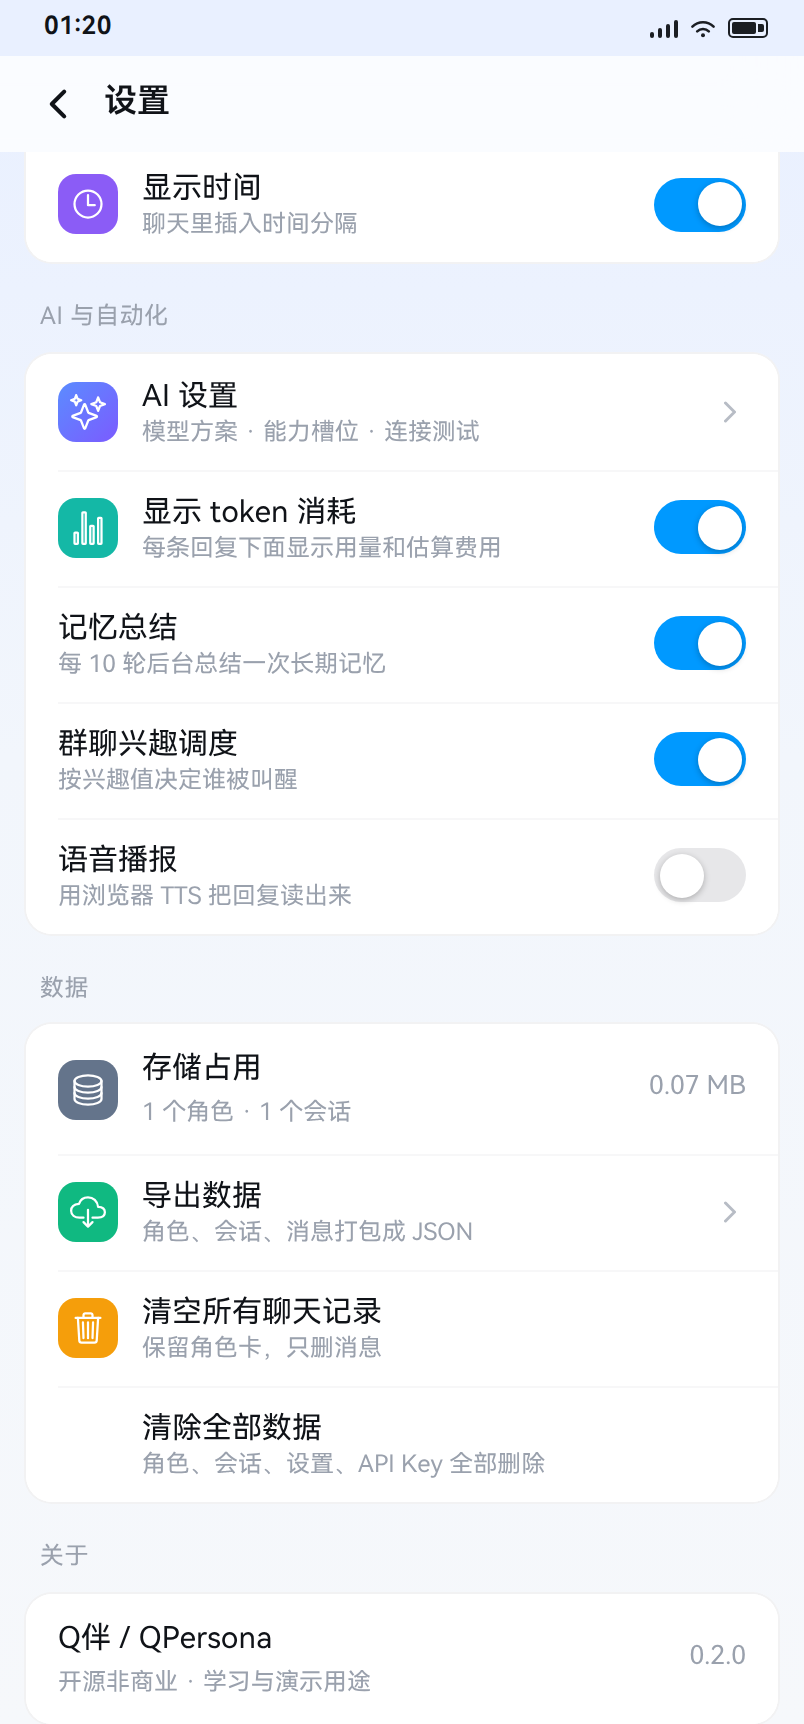 01:20
设置
显示时间
聊天里插入时间分隔
AI 与自动化
AI 设置
模型方案 · 能力槽位 · 连接测试
显示 token 消耗
每条回复下面显示用量和估算费用
记忆总结
每 10 轮后台总结一次长期记忆
群聊兴趣调度
按兴趣值决定谁被叫醒
语音播报
用浏览器 TTS 把回复读出来
数据
存储占用
0.07 MB
1 个角色 · 1 个会话
导出数据
角色、会话、消息打包成 JSON
清空所有聊天记录
保留角色卡，只删消息
清除全部数据
角色、会话、设置、API Key 全部删除
关于
Q伴 / QPersona
0.2.0
开源非商业 · 学习与演示用途